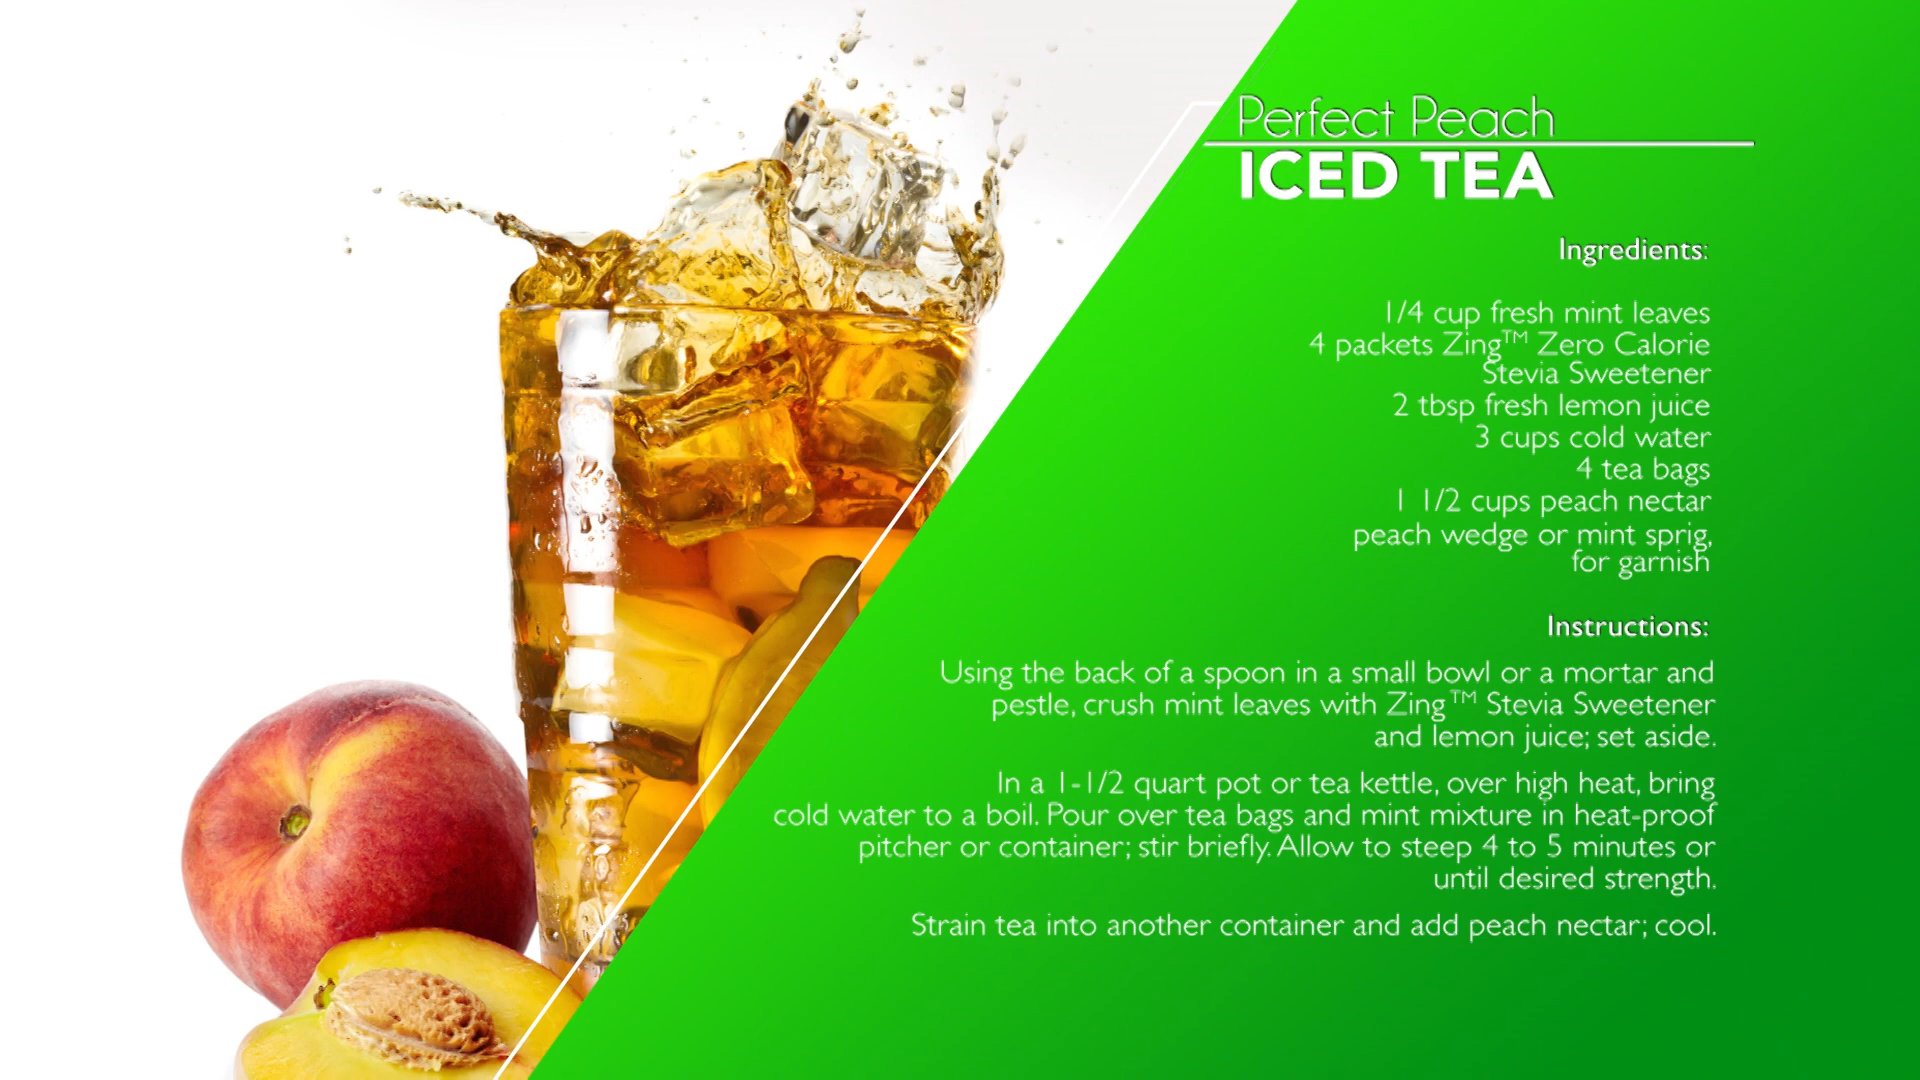 Perfect Peach
ICED TEA
Ingredients:
1/4 cup fresh mint leaves
4 packets Zing™ Zero Calorie
Stevia Sweetener
2 tbsp fresh lemon juice
3 cups cold water
4 tea bags
1 1/2 cups peach nectar
peach wedge or mint sprig,
for garnish
Instructions:
Using the back of a spoon in a small bowl or a mortar and
pestle, crush mint leaves with Zing™ Stevia Sweetener
and lemon juice; set aside.
In a 1-1/2 quart pot or tea kettle, over high heat, bring
cold water to a boil. Pour over tea bags and mint mixture in heat-proof
pitcher or container; stir briefly. Allow to steep 4 to 5 minutes or
until desired strength.
Strain tea into another container and add peach nectar; cool.